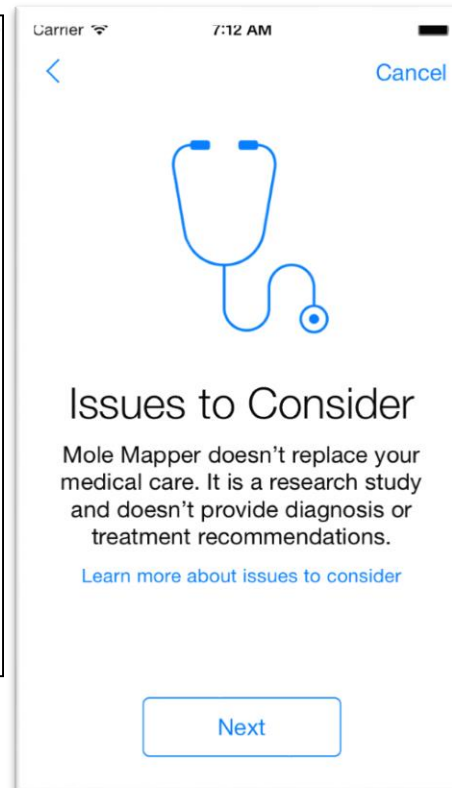 Carrier 7:12 AM
Cancel
Issues to Consider
Mole Mapper doesn’t replace your
medical care. It is a research study
and doesn’t provide diagnosis or
treatment recommendations.
Learn more about issues to consider
Next